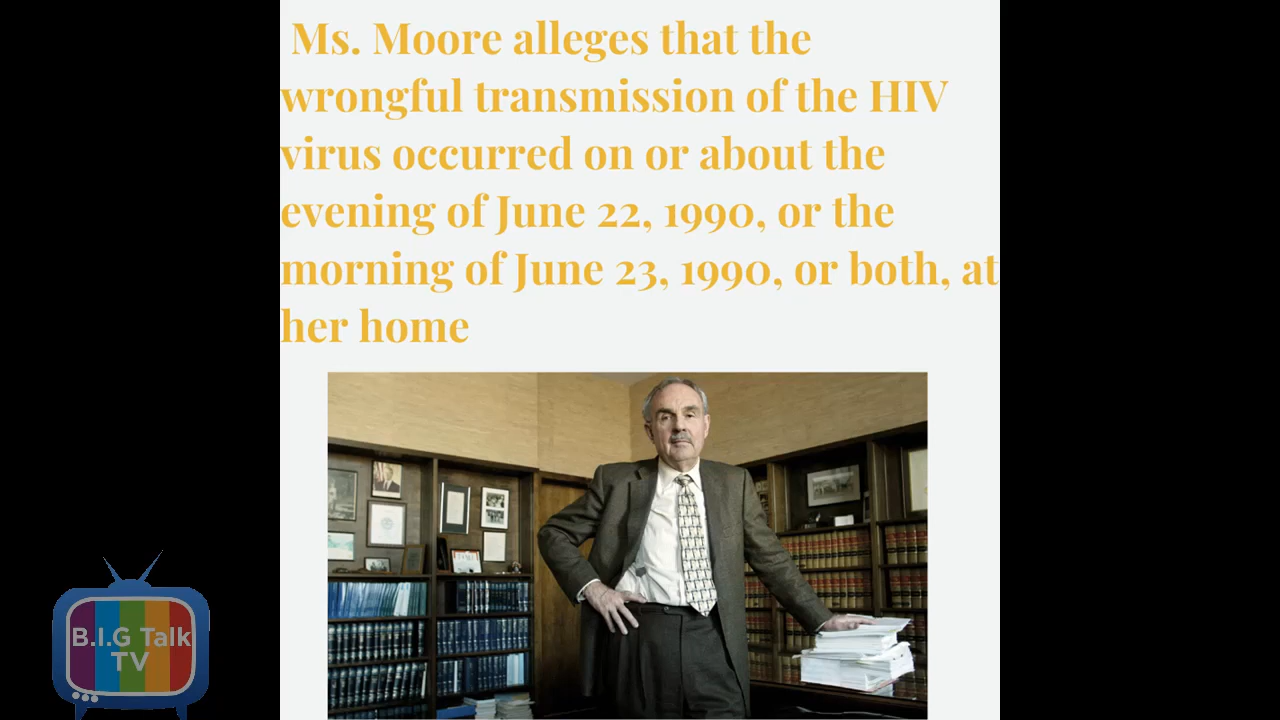 Ms. Moore alleges that the
wrongful transmission of the HIV
virus occurred on or about the
evening of June 22, 1990, or the
morning of June 23, 1990, or both, at
her home
B.I.G Talk
TV